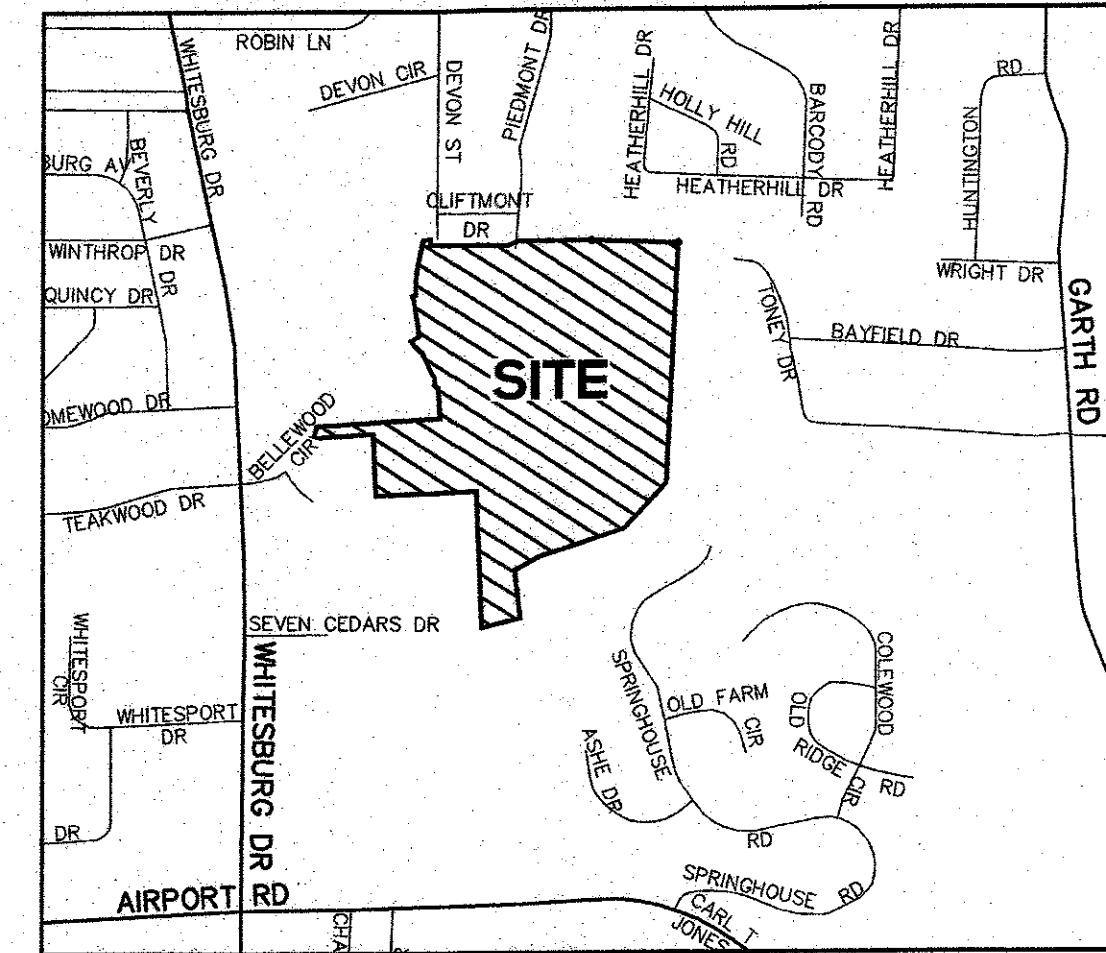 ROBIN LN
WHITESBURG DR
DEVON CIR
DEVON ST
PIEDMONT DR
HEATHERHILL DR
HOLLY HILL
RD
BARCODY RD
HEATHERHILL DR
HEATHERHILL DR
RD
HUNTINGTON
BURG AV
BEVERLY
DR
CLIFTMONT
DR
WINTHROP DR
QUINCY DR
WRIGHT DR
TONEY DR
BAYFIELD DR
GARTH RD
SITE
OMEWOOD DR
BELLEWOOD
CIR
TEAKWOOD DR
SEVEN CEDARS DR
WHITESPORT
CIR
WHITESPORT
DR
WHITESBURG DR
SPRINGHOUSE
OLD FARM
CIR
COLEWOOD
OLD
RIDGE
CIR
RD
ASHE DR
DR
RD
SPRINGHOUSE
RD
AIRPORT RD
CARL T
JONES
CHA